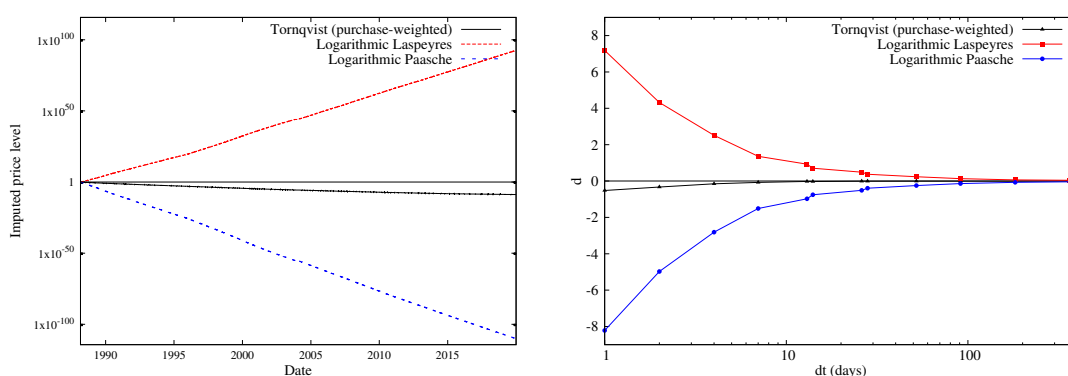 1x10^100
1x10^50
1
1x10^-50
1x10^-100
Imputed price level
Tornqvist (purchase-weighted)
Logarithmic Laspeyres
Logarithmic Paasche
1990
1995
2000
2005
2010
2015
Date
8
6
4
2
0
-2
-4
-6
-8
d
Tornqvist (purchase-weighted)
Logarithmic Laspeyres
Logarithmic Paasche
1
10
100
dt (days)